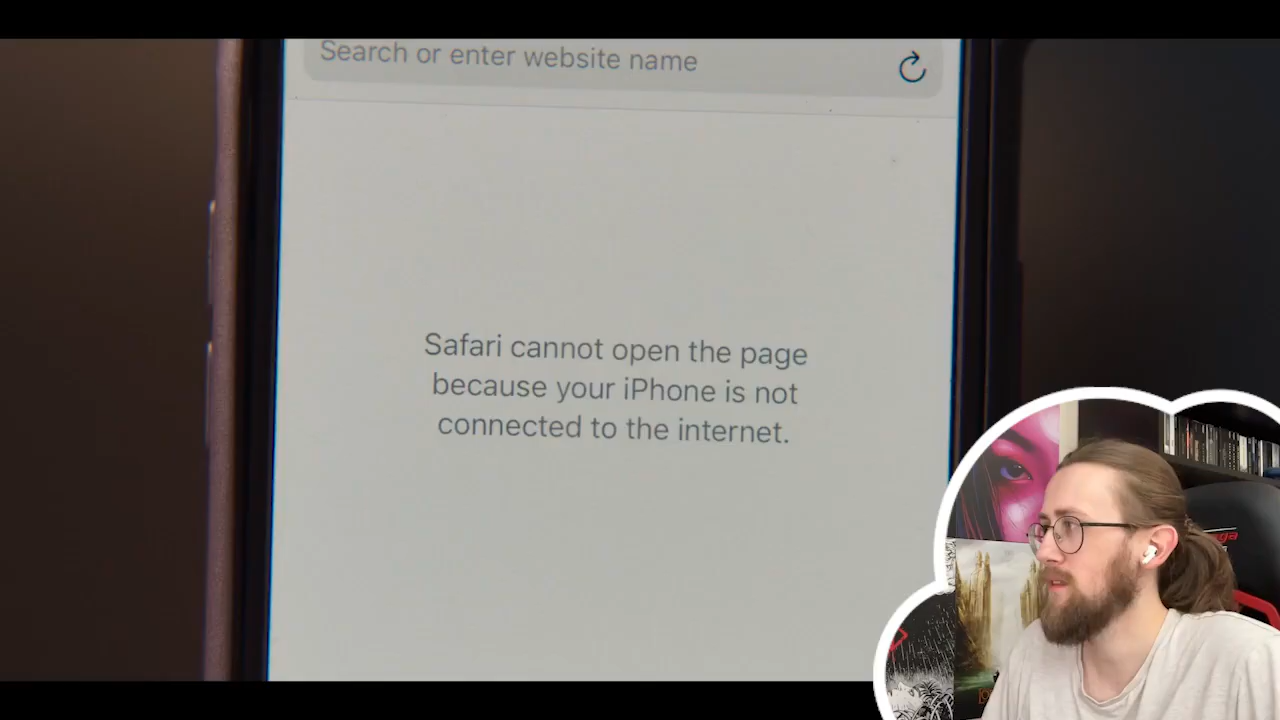 Search or enter website name
Safari cannot open the page
because your iPhone is not
connected to the internet.